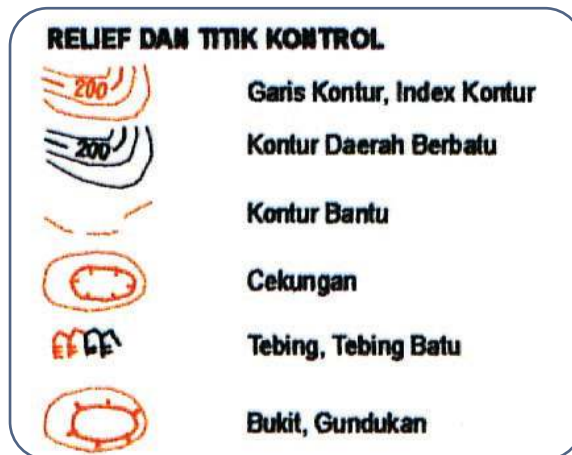 RELIEF DAN TITIK KONTROL
200 Garis Kontur, Index Kontur
200 Kontur Daerah Berbatu
Kontur Bantu
Cekungan
Tebing, Tebing Batu
Bukit, Gundukan